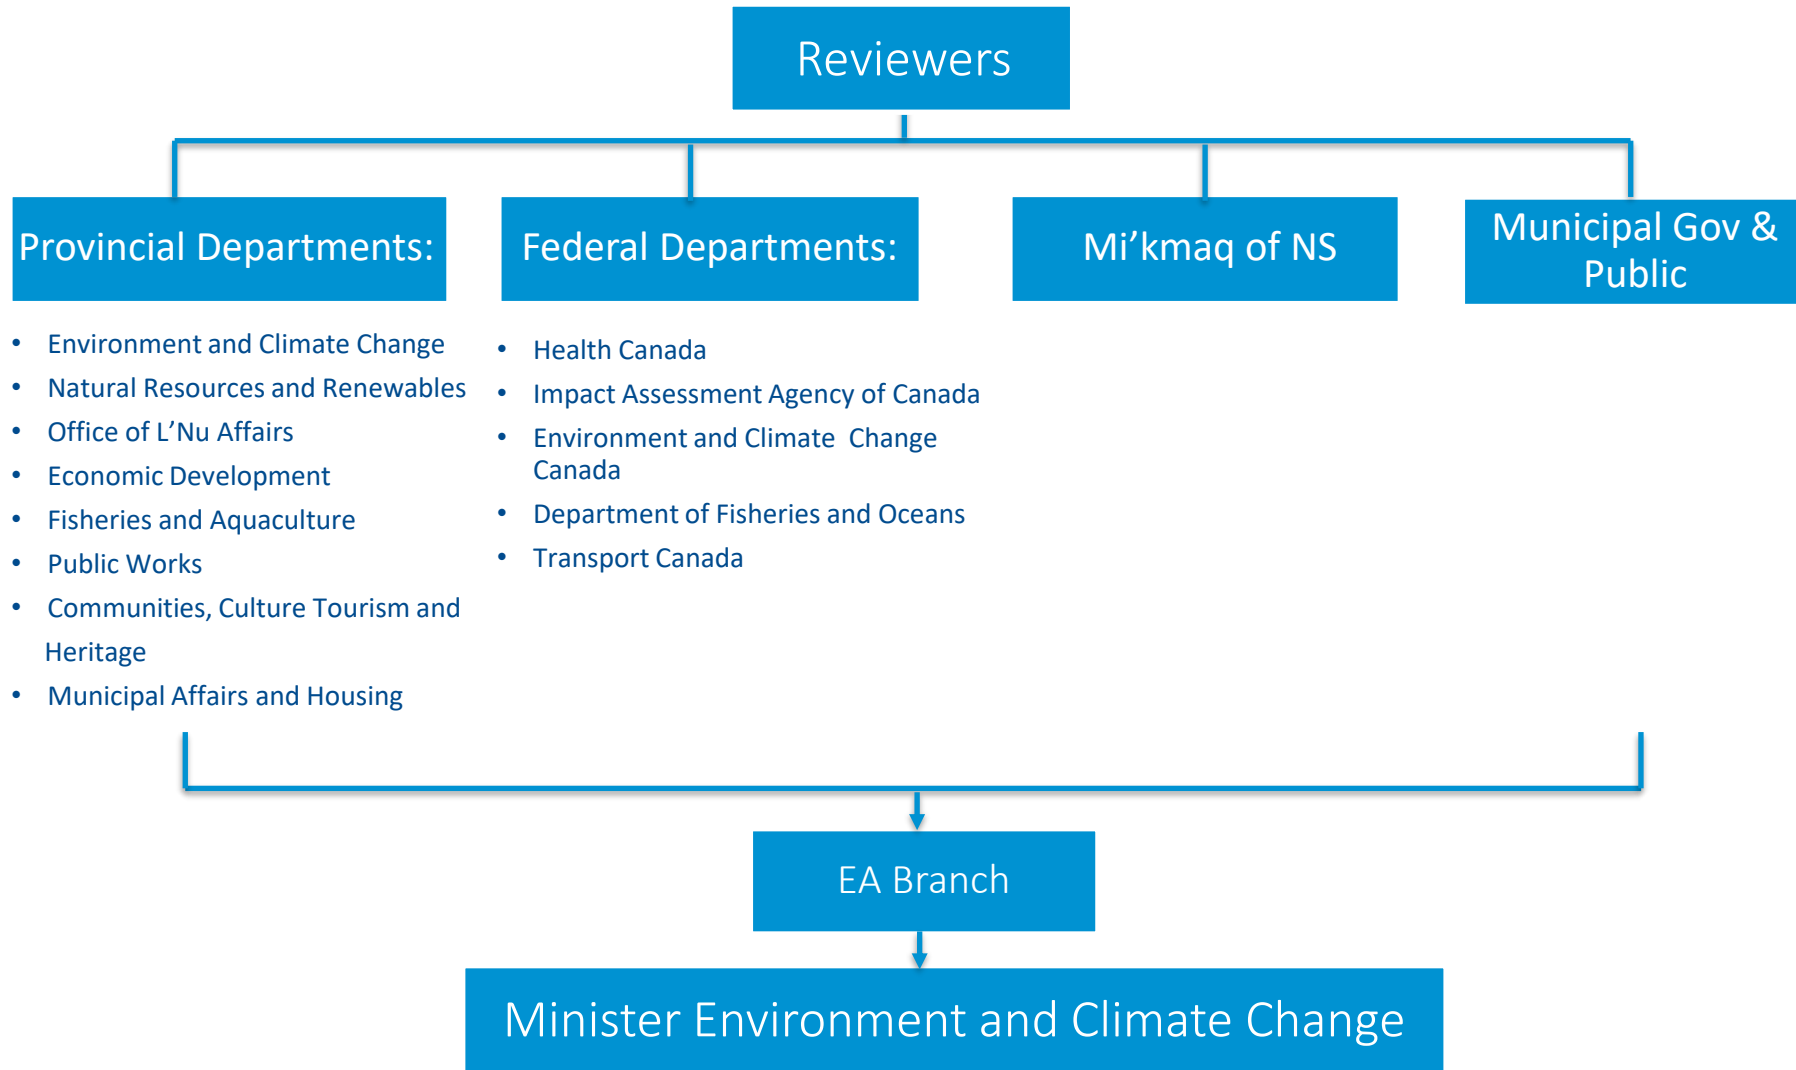 Reviewers
Provincial Departments:
• Environment and Climate Change
• Natural Resources and Renewables
• Office of L’Nu Affairs
• Economic Development
• Fisheries and Aquaculture
• Public Works
• Communities, Culture Tourism and
Heritage
• Municipal Affairs and Housing
Federal Departments:
• Health Canada
• Impact Assessment Agency of Canada
• Environment and Climate  Change
Canada
• Department of Fisheries and Oceans
• Transport Canada
Mi’kmaq of NS
Municipal Gov &
Public
EA Branch
Minister Environment and Climate Change